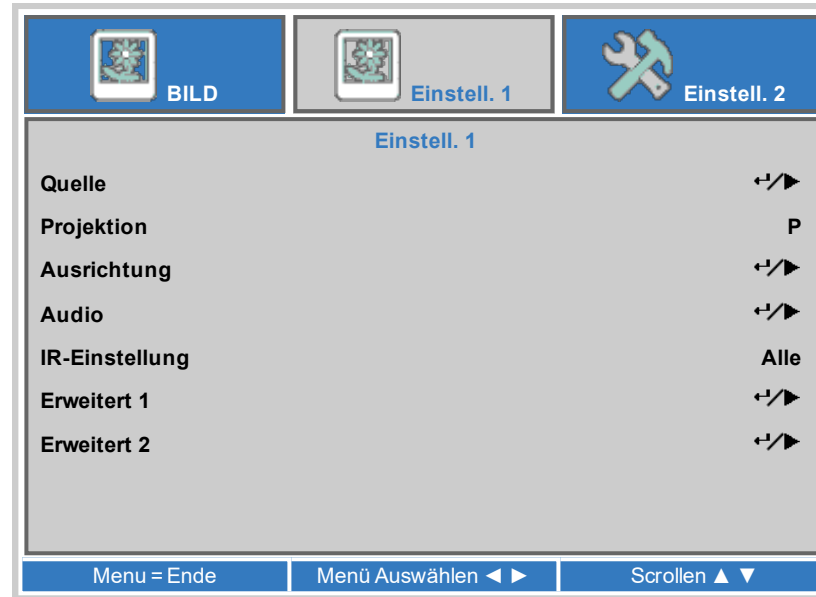 BILD Einstell. 1 Einstell. 2
Einstell. 1
Quelle ↵/▶
Projektion P
Ausrichtung ↵/▶
Audio ↵/▶
IR-Einstellung Alle
Erweitert 1 ↵/▶
Erweitert 2 ↵/▶
Menu = Ende Menü Auswählen ◄ ► Scrollen ▲ ▼